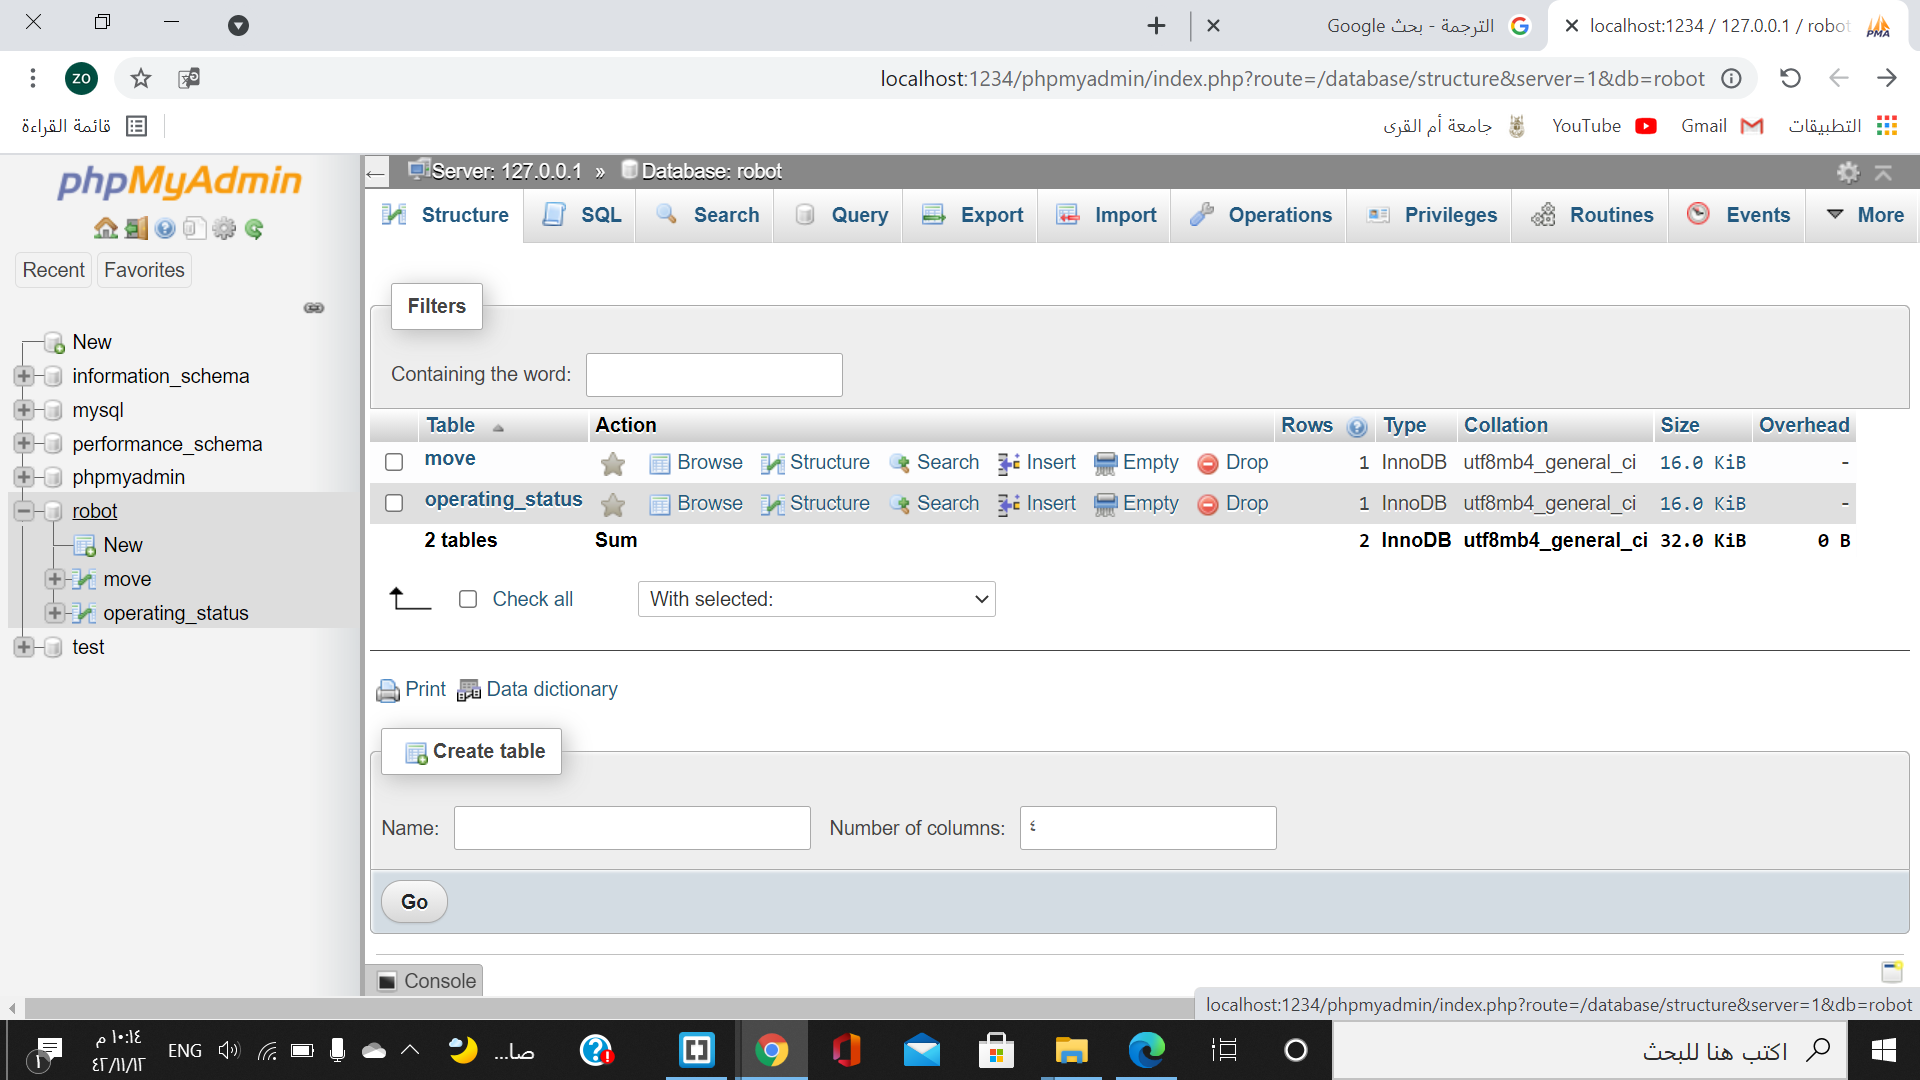 الترجمة - بحث Google
localhost:1234 / 127.0.0.1 / robot
PMA
ZO
localhost:1234/phpmyadmin/index.php?route=/database/structure&server=1&db=robot
قائمة القراءة
جامعة أم القرى
YouTube
Gmail
التطبيقات
phpMyAdmin
Recent
Favorites
New
information_schema
mysql
performance_schema
phpmyadmin
robot
New
move
operating_status
test
Server: 127.0.0.1 » Database: robot
Structure SQL Search Query Export Import Operations Privileges Routines Events More
Filters
Containing the word:
Table Action Rows Type Collation Size Overhead
move Browse Structure Search Insert Empty Drop 1 InnoDB utf8mb4_general_ci 16.0 KiB -
operating_status Browse Structure Search Insert Empty Drop 1 InnoDB utf8mb4_general_ci 16.0 KiB -
2 tables Sum 2 InnoDB utf8mb4_general_ci 32.0 KiB 0 B
Check all With selected:
Print Data dictionary
Create table
Name: Number of columns: ٤
Go
Console
localhost:1234/phpmyadmin/index.php?route=/database/structure&server=1&db=robot
١
١٠:١٤ م
٤٢/١١/١٢
ENG
صا...
اكتب هنا للبحث